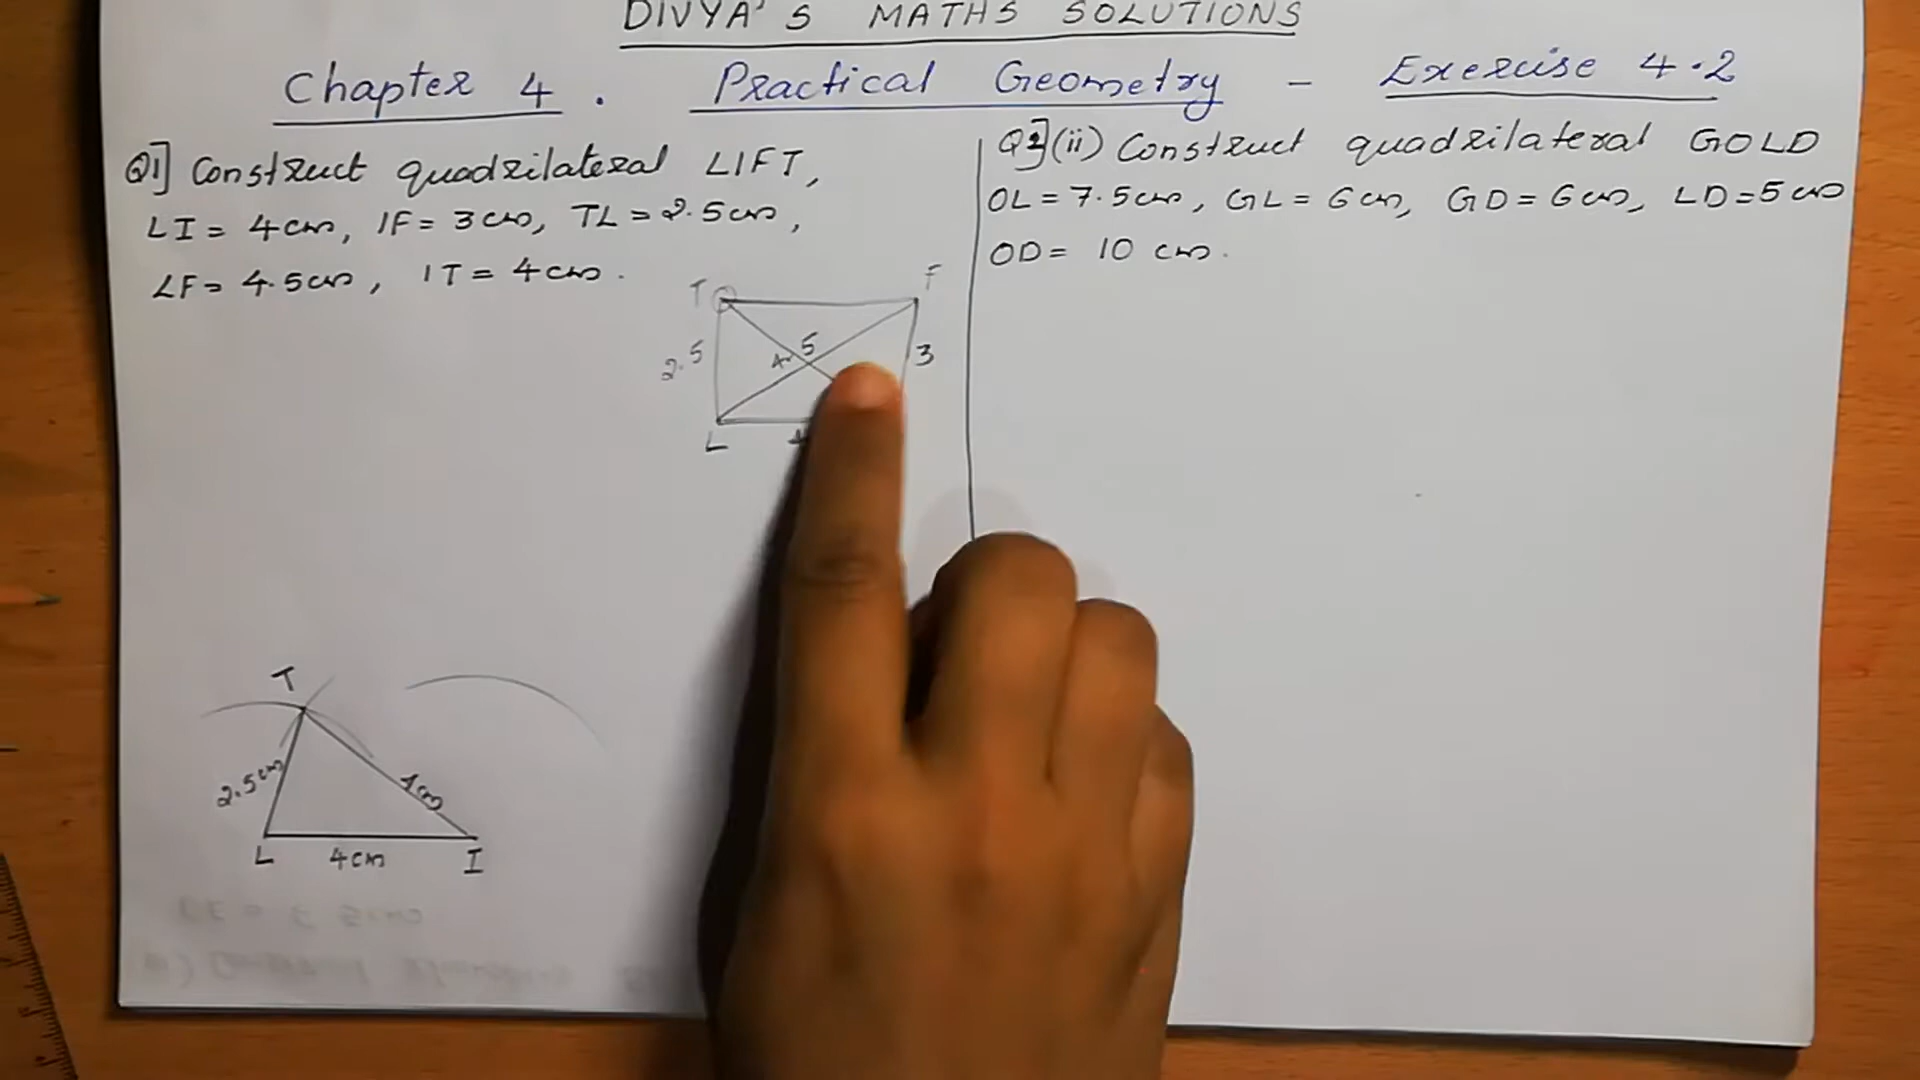 DIVYA'S MATHS SOLUTIONS
Chapter 4. Practical Geometry - Exercise 4.2
Q1] Construct quadrilateral LIFT,
LI = 4cm, IF = 3cm, TL = 2.5cm,
LF = 4.5cm, IT = 4cm.
T F
2.5 4.5 3
L 4
T
2.5cm 4cm
L 4cm I
Q2](ii) Construct quadrilateral GOLD
OL = 7.5cm, GL = 6cm, GD = 6cm, LD = 5cm
OD = 10 cm.